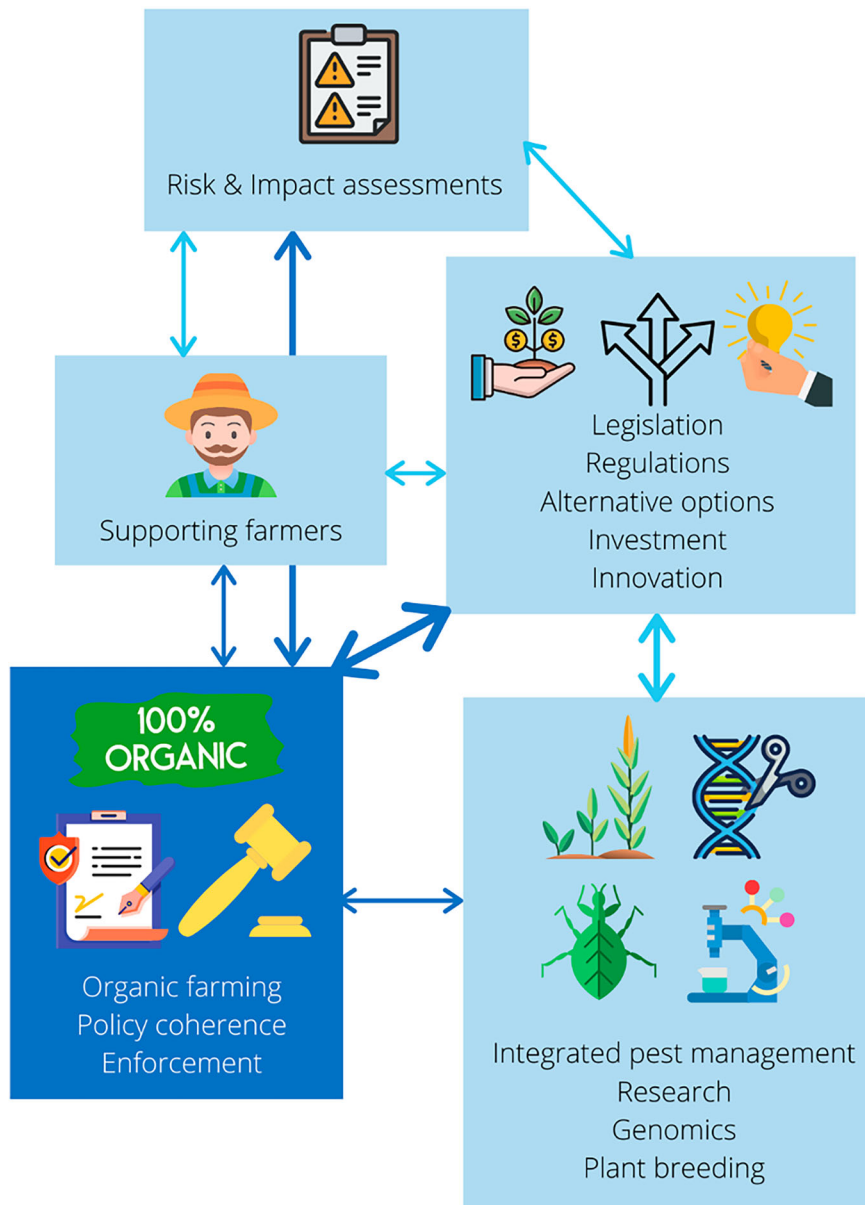 Risk & Impact assessments
Legislation
Regulations
Alternative options
Investment
Innovation
Supporting farmers
100%
ORGANIC
Organic farming
Policy coherence
Enforcement
Integrated pest management
Research
Genomics
Plant breeding